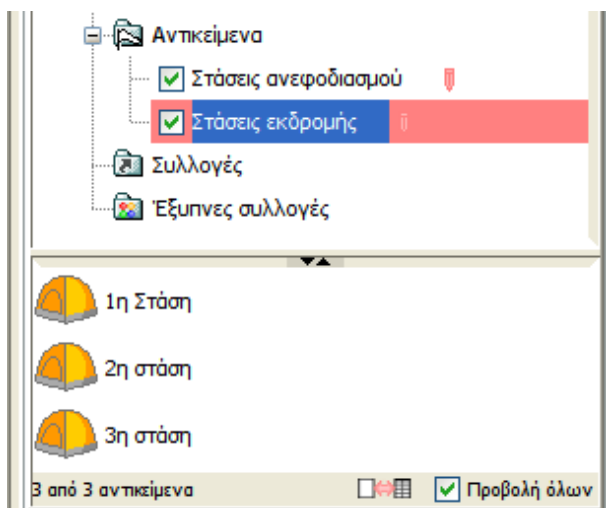 Αντικείμενα
Στάσεις ανεφοδιασμού
Στάσεις εκδρομής
Συλλογές
Έξυπνες συλλογές
1η Στάση
2η στάση
3η στάση
3 από 3 αντικείμενα Προβολή όλων